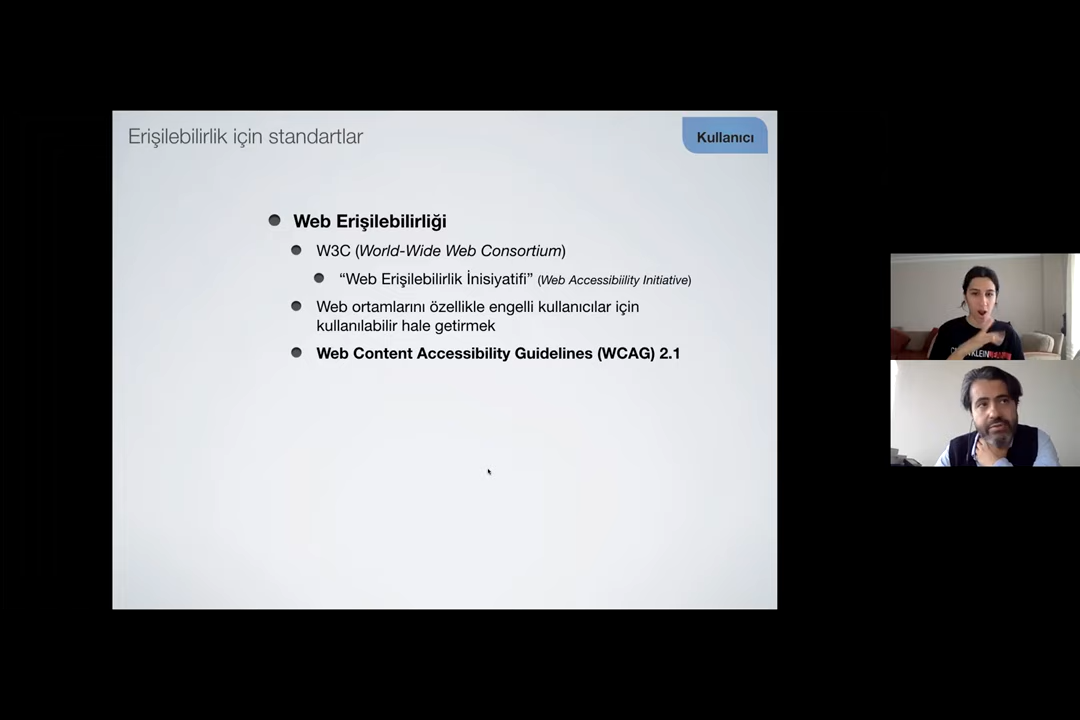 Erişilebilirlik için standartlar
Kullanıcı
Web Erişilebilirliği
W3C (World-Wide Web Consortium)
“Web Erişilebilirlik İnisiyatifi” (Web Accessibiility Initiative)
Web ortamlarını özellikle engelli kullanıcılar için
kullanılabilir hale getirmek
Web Content Accessibility Guidelines (WCAG) 2.1